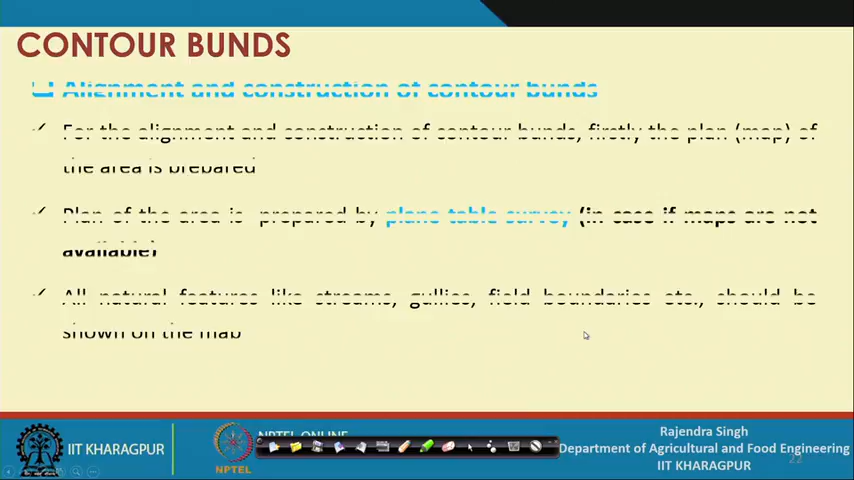 CONTOUR BUNDS
Alignment and construction of contour bunds
✓ For the alignment and construction of contour bunds, firstly the plan (map) of
the area is prepared
✓ Plan of the area is prepared by plane table survey (in case if maps are not
available)
✓ All natural features like streams, gullies, field boundaries etc., should be
shown on the map
IIT KHARAGPUR
NPTEL
NPTEL ONLINE
Rajendra Singh
Department of Agricultural and Food Engineering
IIT KHARAGPUR
22